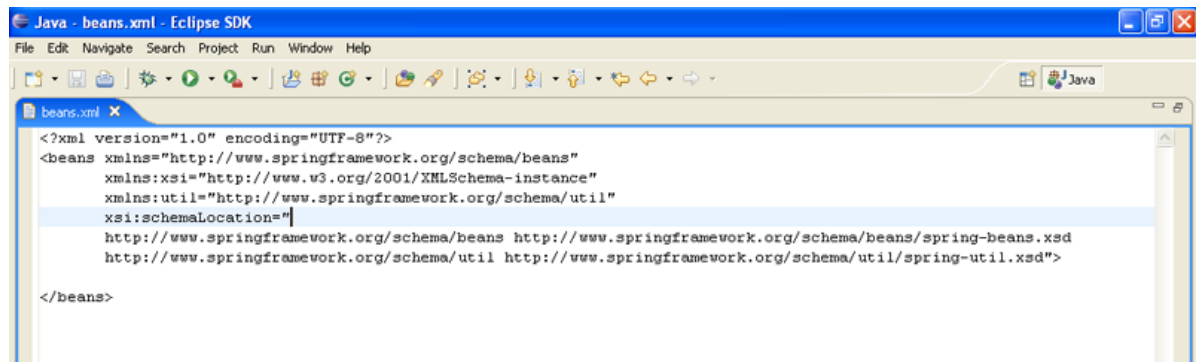 Java - beans.xml - Eclipse SDK
File Edit Navigate Search Project Run Window Help
Java
beans.xml
<?xml version="1.0" encoding="UTF-8"?>
<beans xmlns="http://www.springframework.org/schema/beans"
xmlns:xsi="http://www.w3.org/2001/XMLSchema-instance"
xmlns:util="http://www.springframework.org/schema/util"
xsi:schemaLocation="
http://www.springframework.org/schema/beans http://www.springframework.org/schema/beans/spring-beans.xsd
http://www.springframework.org/schema/util http://www.springframework.org/schema/util/spring-util.xsd">
</beans>